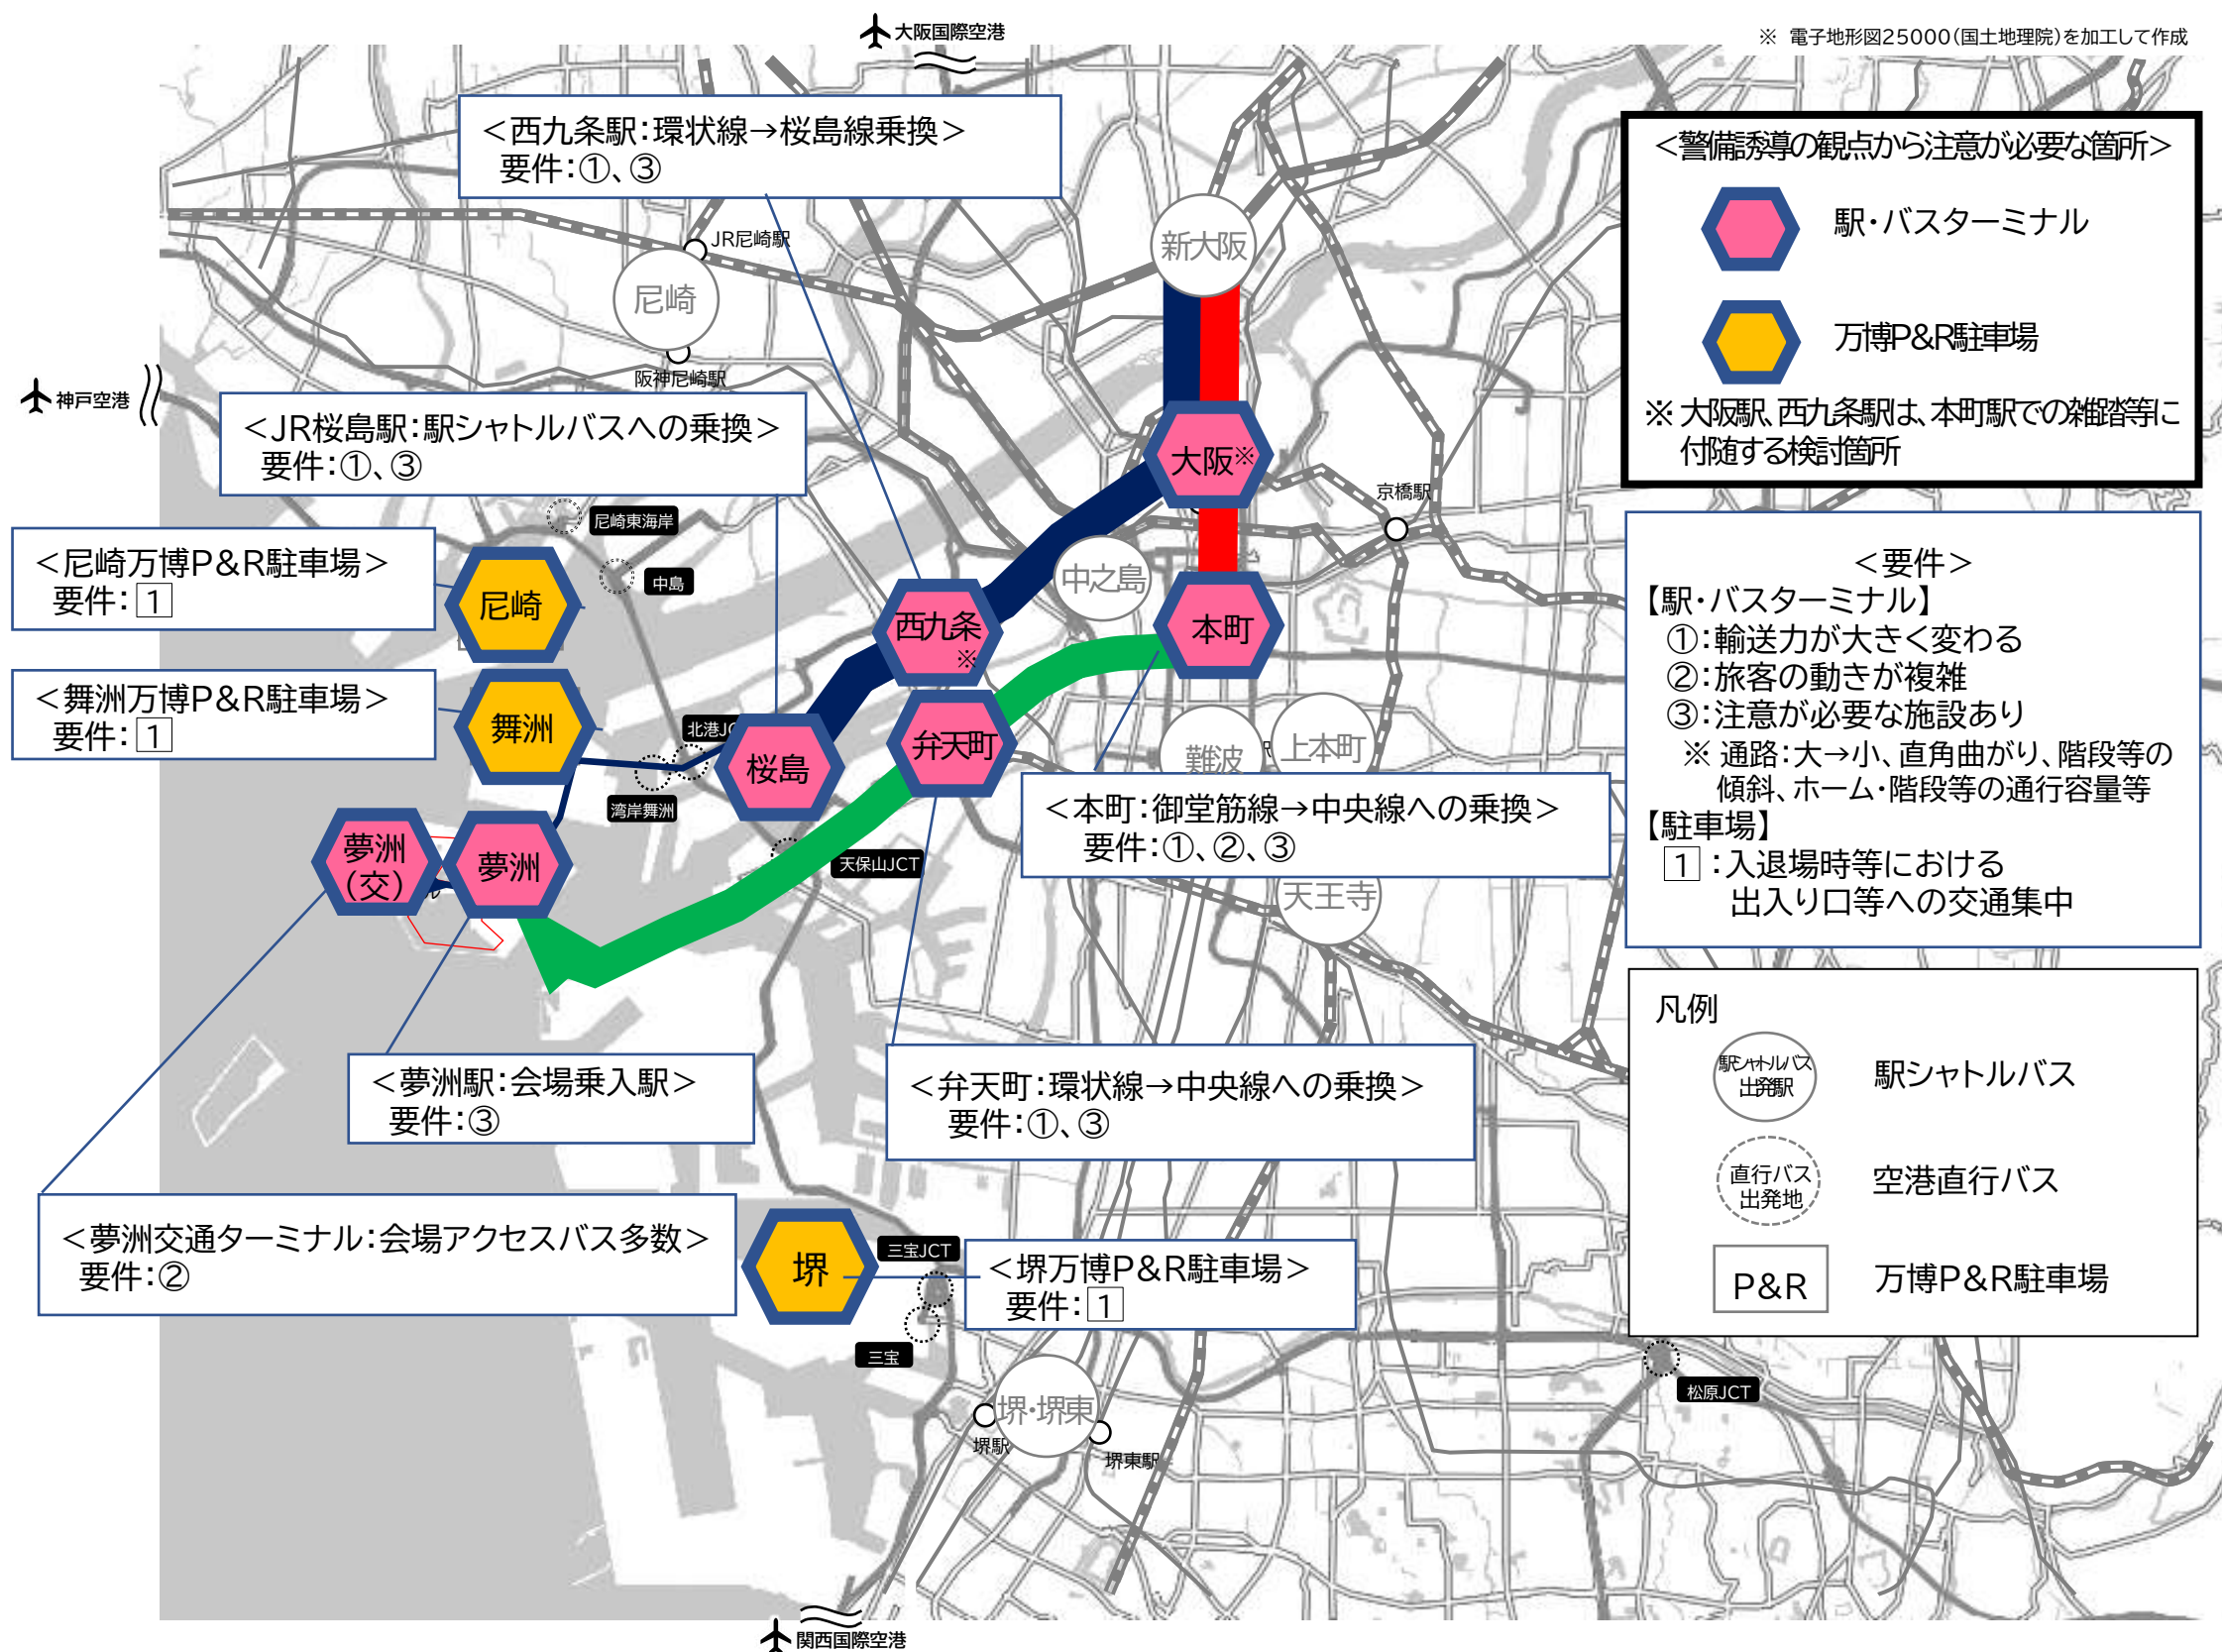 大阪国際空港
※ 電子地形図25000(国土地理院)を加工して作成
＜西九条駅：環状線→桜島線乗換＞
要件：①、③
＜警備誘導の観点から注意が必要な箇所＞
駅・バスターミナル
万博P&R駐車場
※ 大阪駅、西九条駅は、本町駅での雑踏等に
付随する検討箇所
JR尼崎駅
新大阪
尼崎
阪神尼崎駅
神戸空港
＜JR桜島駅：駅シャトルバスへの乗換＞
要件：①、③
大阪※
京橋駅
尼崎東海岸
中島
＜尼崎万博P&R駐車場＞
要件：1
尼崎
中之島
西九条
※
本町
＜要件＞
【駅・バスターミナル】
①：輸送力が大きく変わる
②：旅客の動きが複雑
③：注意が必要な施設あり
※ 通路：大→小、直角曲がり、階段等の
傾斜、ホーム・階段等の通行容量等
【駐車場】
1：入退場時等における
出入り口等への交通集中
＜舞洲万博P&R駐車場＞
要件：1
舞洲
北港JC
桜島
弁天町
難波
上本町
湾岸舞洲
＜本町：御堂筋線→中央線への乗換＞
要件：①、②、③
夢洲
（交）
夢洲
天保山JCT
天王寺
＜夢洲駅：会場乗入駅＞
要件：③
＜弁天町：環状線→中央線への乗換＞
要件：①、③
凡例
駅シャトルバス
出発駅
駅シャトルバス
直行バス
出発地
空港直行バス
P&R
万博P&R駐車場
＜夢洲交通ターミナル：会場アクセスバス多数＞
要件：②
堺
三宝JCT
＜堺万博P&R駐車場＞
要件：1
三宝
松原JCT
堺・堺東
堺駅
堺東駅
関西国際空港